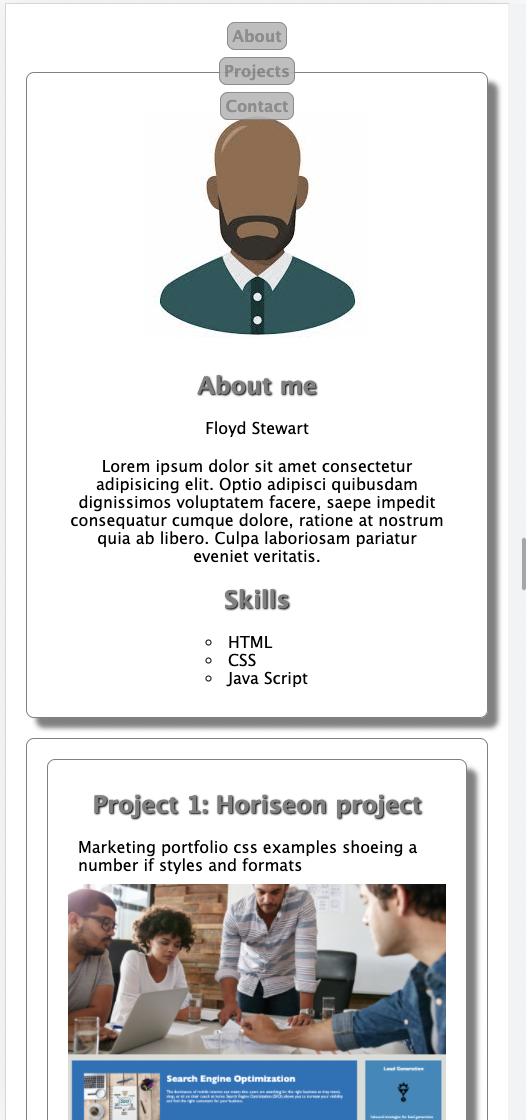 About
Projects
Contact
About me
Floyd Stewart
Lorem ipsum dolor sit amet consectetur
adipisicing elit. Optio adipisci quibusdam
dignissimos voluptatem facere, saepe impedit
consequatur cumque dolore, ratione at nostrum
quia ab libero. Culpa laboriosam pariatur
eveniet veritatis.
Skills
HTML
CSS
Java Script
Project 1: Horiseon project
Marketing portfolio css examples shoeing a
number if styles and formats
Search Engine Optimization
Lead Generation